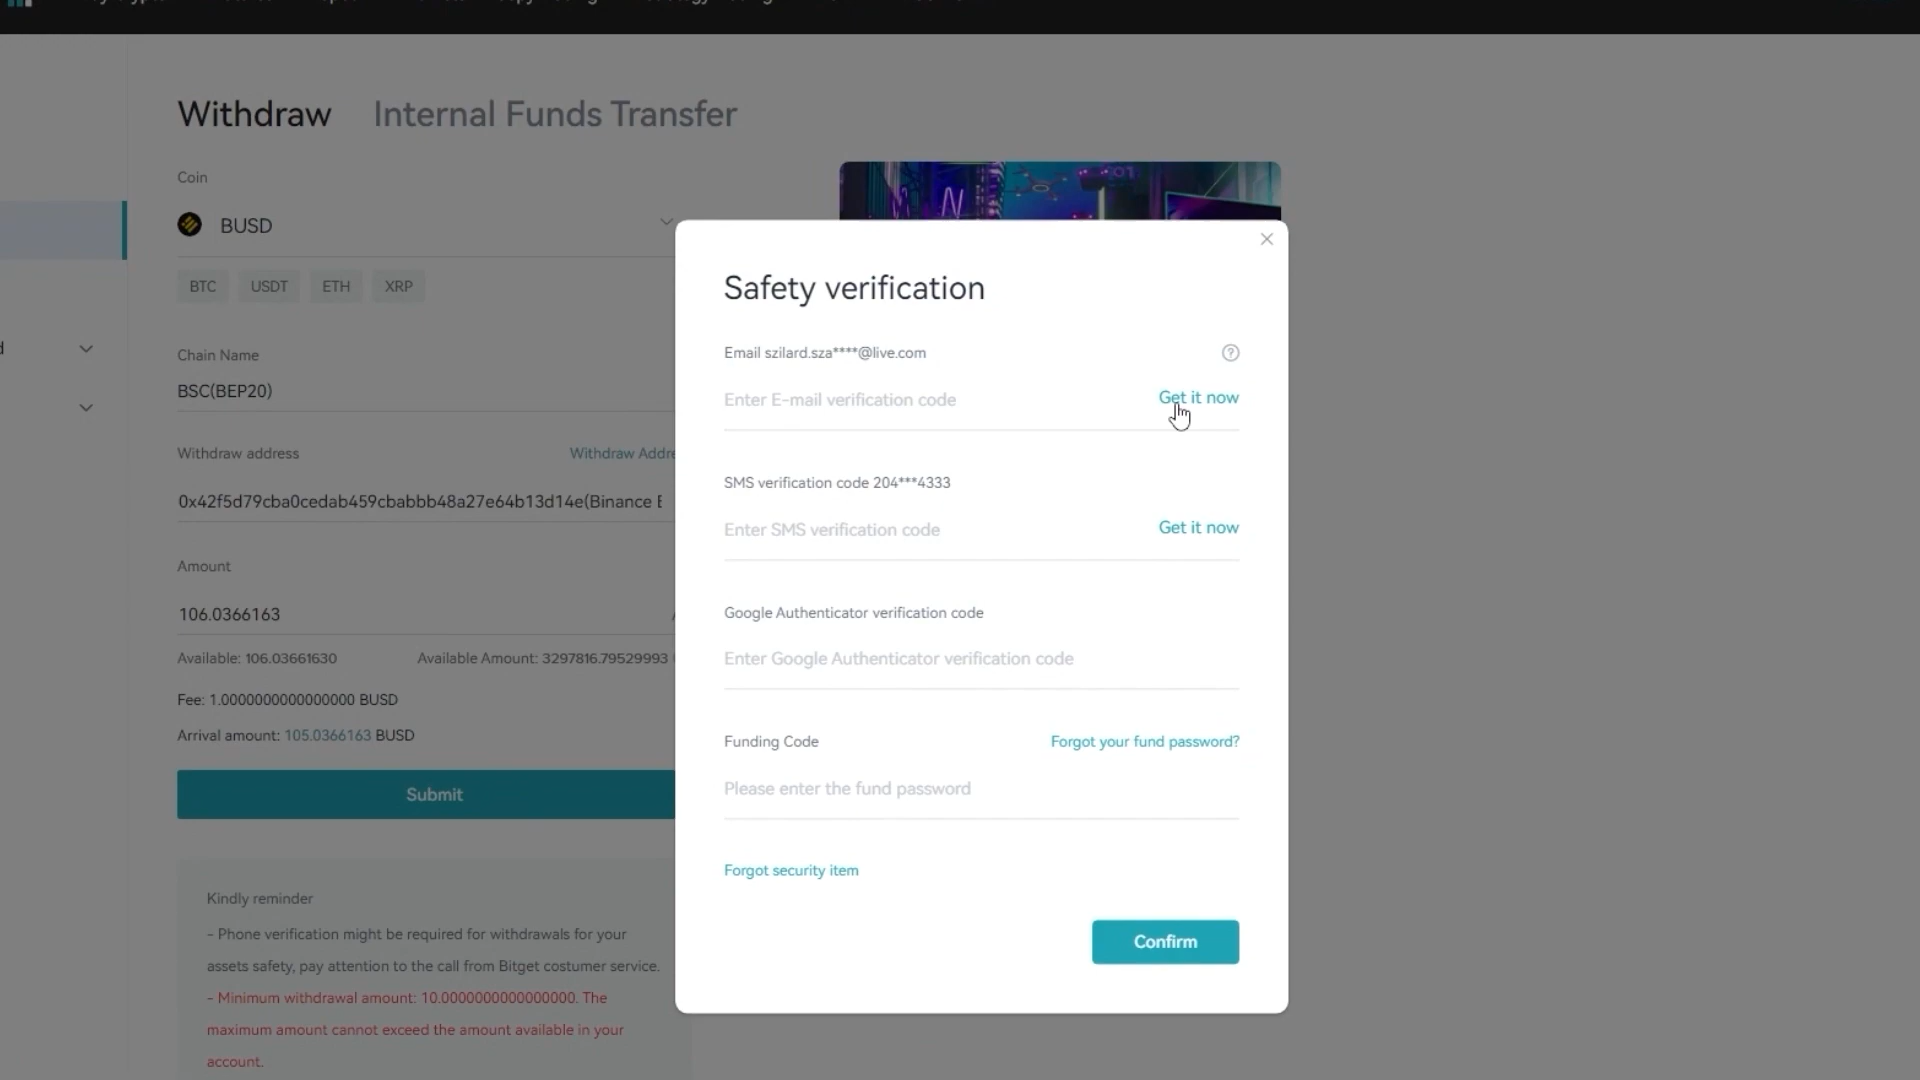 Withdraw Internal Funds Transfer
Coin
BUSD
BTC USDT ETH XRP
Chain Name
BSC(BEP20)
Withdraw address Withdraw
0x42f5d79cba0cedab459cbabbb48a27e64b13d14e(Binance
Amount
106.0366163
Available: 106.03661630 Available Amount: 3297816.79529993
Fee: 1.0000000000000000 BUSD
Arrival amount: 105.0366163 BUSD
Submit
Kindly reminder
- Phone verification might be required for withdrawals for your
assets safety, pay attention to the call from Bitget costumer service.
- Minimum withdrawal amount: 10.0000000000000000. The
maximum amount cannot exceed the amount available in your
account.
Safety verification
Email szilard.sza****@live.com
Enter E-mail verification code Get it now
SMS verification code 204***4333
Enter SMS verification code Get it now
Google Authenticator verification code
Enter Google Authenticator verification code
Funding Code Forgot your fund password?
Please enter the fund password
Forgot security item
Confirm